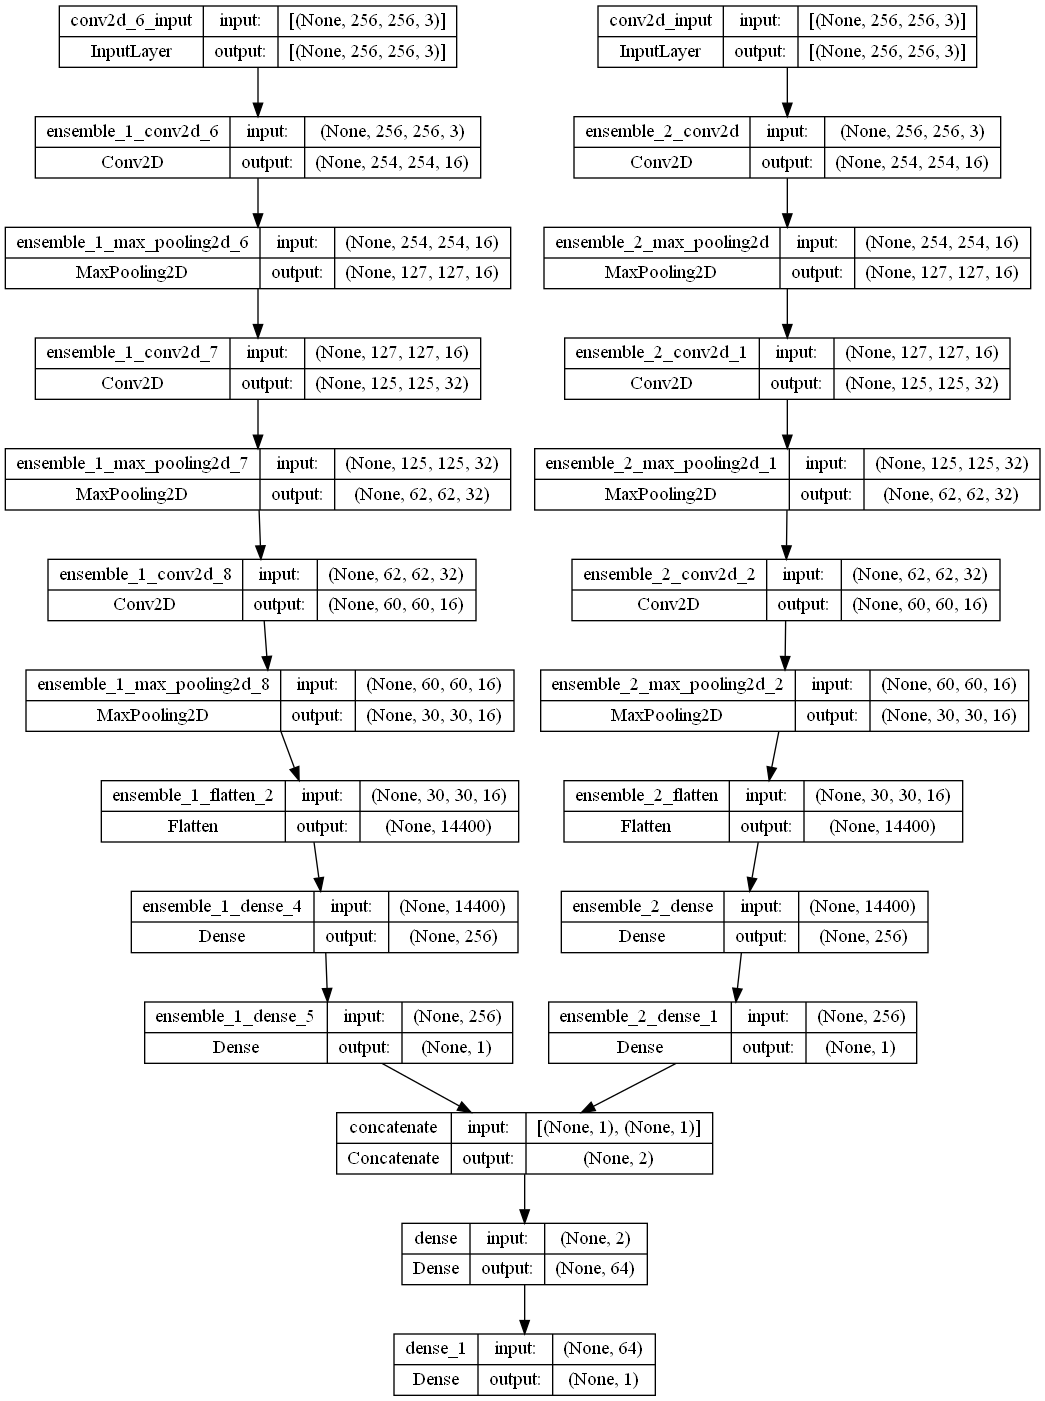 conv2d_6_input input: [(None, 256, 256, 3)]
InputLayer output: [(None, 256, 256, 3)]
conv2d_input input: [(None, 256, 256, 3)]
InputLayer output: [(None, 256, 256, 3)]
ensemble_1_conv2d_6 input: (None, 256, 256, 3)
Conv2D output: (None, 254, 254, 16)
ensemble_2_conv2d input: (None, 256, 256, 3)
Conv2D output: (None, 254, 254, 16)
ensemble_1_max_pooling2d_6 input: (None, 254, 254, 16)
MaxPooling2D output: (None, 127, 127, 16)
ensemble_2_max_pooling2d input: (None, 254, 254, 16)
MaxPooling2D output: (None, 127, 127, 16)
ensemble_1_conv2d_7 input: (None, 127, 127, 16)
Conv2D output: (None, 125, 125, 32)
ensemble_2_conv2d_1 input: (None, 127, 127, 16)
Conv2D output: (None, 125, 125, 32)
ensemble_1_max_pooling2d_7 input: (None, 125, 125, 32)
MaxPooling2D output: (None, 62, 62, 32)
ensemble_2_max_pooling2d_1 input: (None, 125, 125, 32)
MaxPooling2D output: (None, 62, 62, 32)
ensemble_1_conv2d_8 input: (None, 62, 62, 32)
Conv2D output: (None, 60, 60, 16)
ensemble_2_conv2d_2 input: (None, 62, 62, 32)
Conv2D output: (None, 60, 60, 16)
ensemble_1_max_pooling2d_8 input: (None, 60, 60, 16)
MaxPooling2D output: (None, 30, 30, 16)
ensemble_2_max_pooling2d_2 input: (None, 60, 60, 16)
MaxPooling2D output: (None, 30, 30, 16)
ensemble_1_flatten_2 input: (None, 30, 30, 16)
Flatten output: (None, 14400)
ensemble_2_flatten input: (None, 30, 30, 16)
Flatten output: (None, 14400)
ensemble_1_dense_4 input: (None, 14400)
Dense output: (None, 256)
ensemble_2_dense input: (None, 14400)
Dense output: (None, 256)
ensemble_1_dense_5 input: (None, 256)
Dense output: (None, 1)
ensemble_2_dense_1 input: (None, 256)
Dense output: (None, 1)
concatenate input: [(None, 1), (None, 1)]
Concatenate output: (None, 2)
dense input: (None, 2)
Dense output: (None, 64)
dense_1 input: (None, 64)
Dense output: (None, 1)